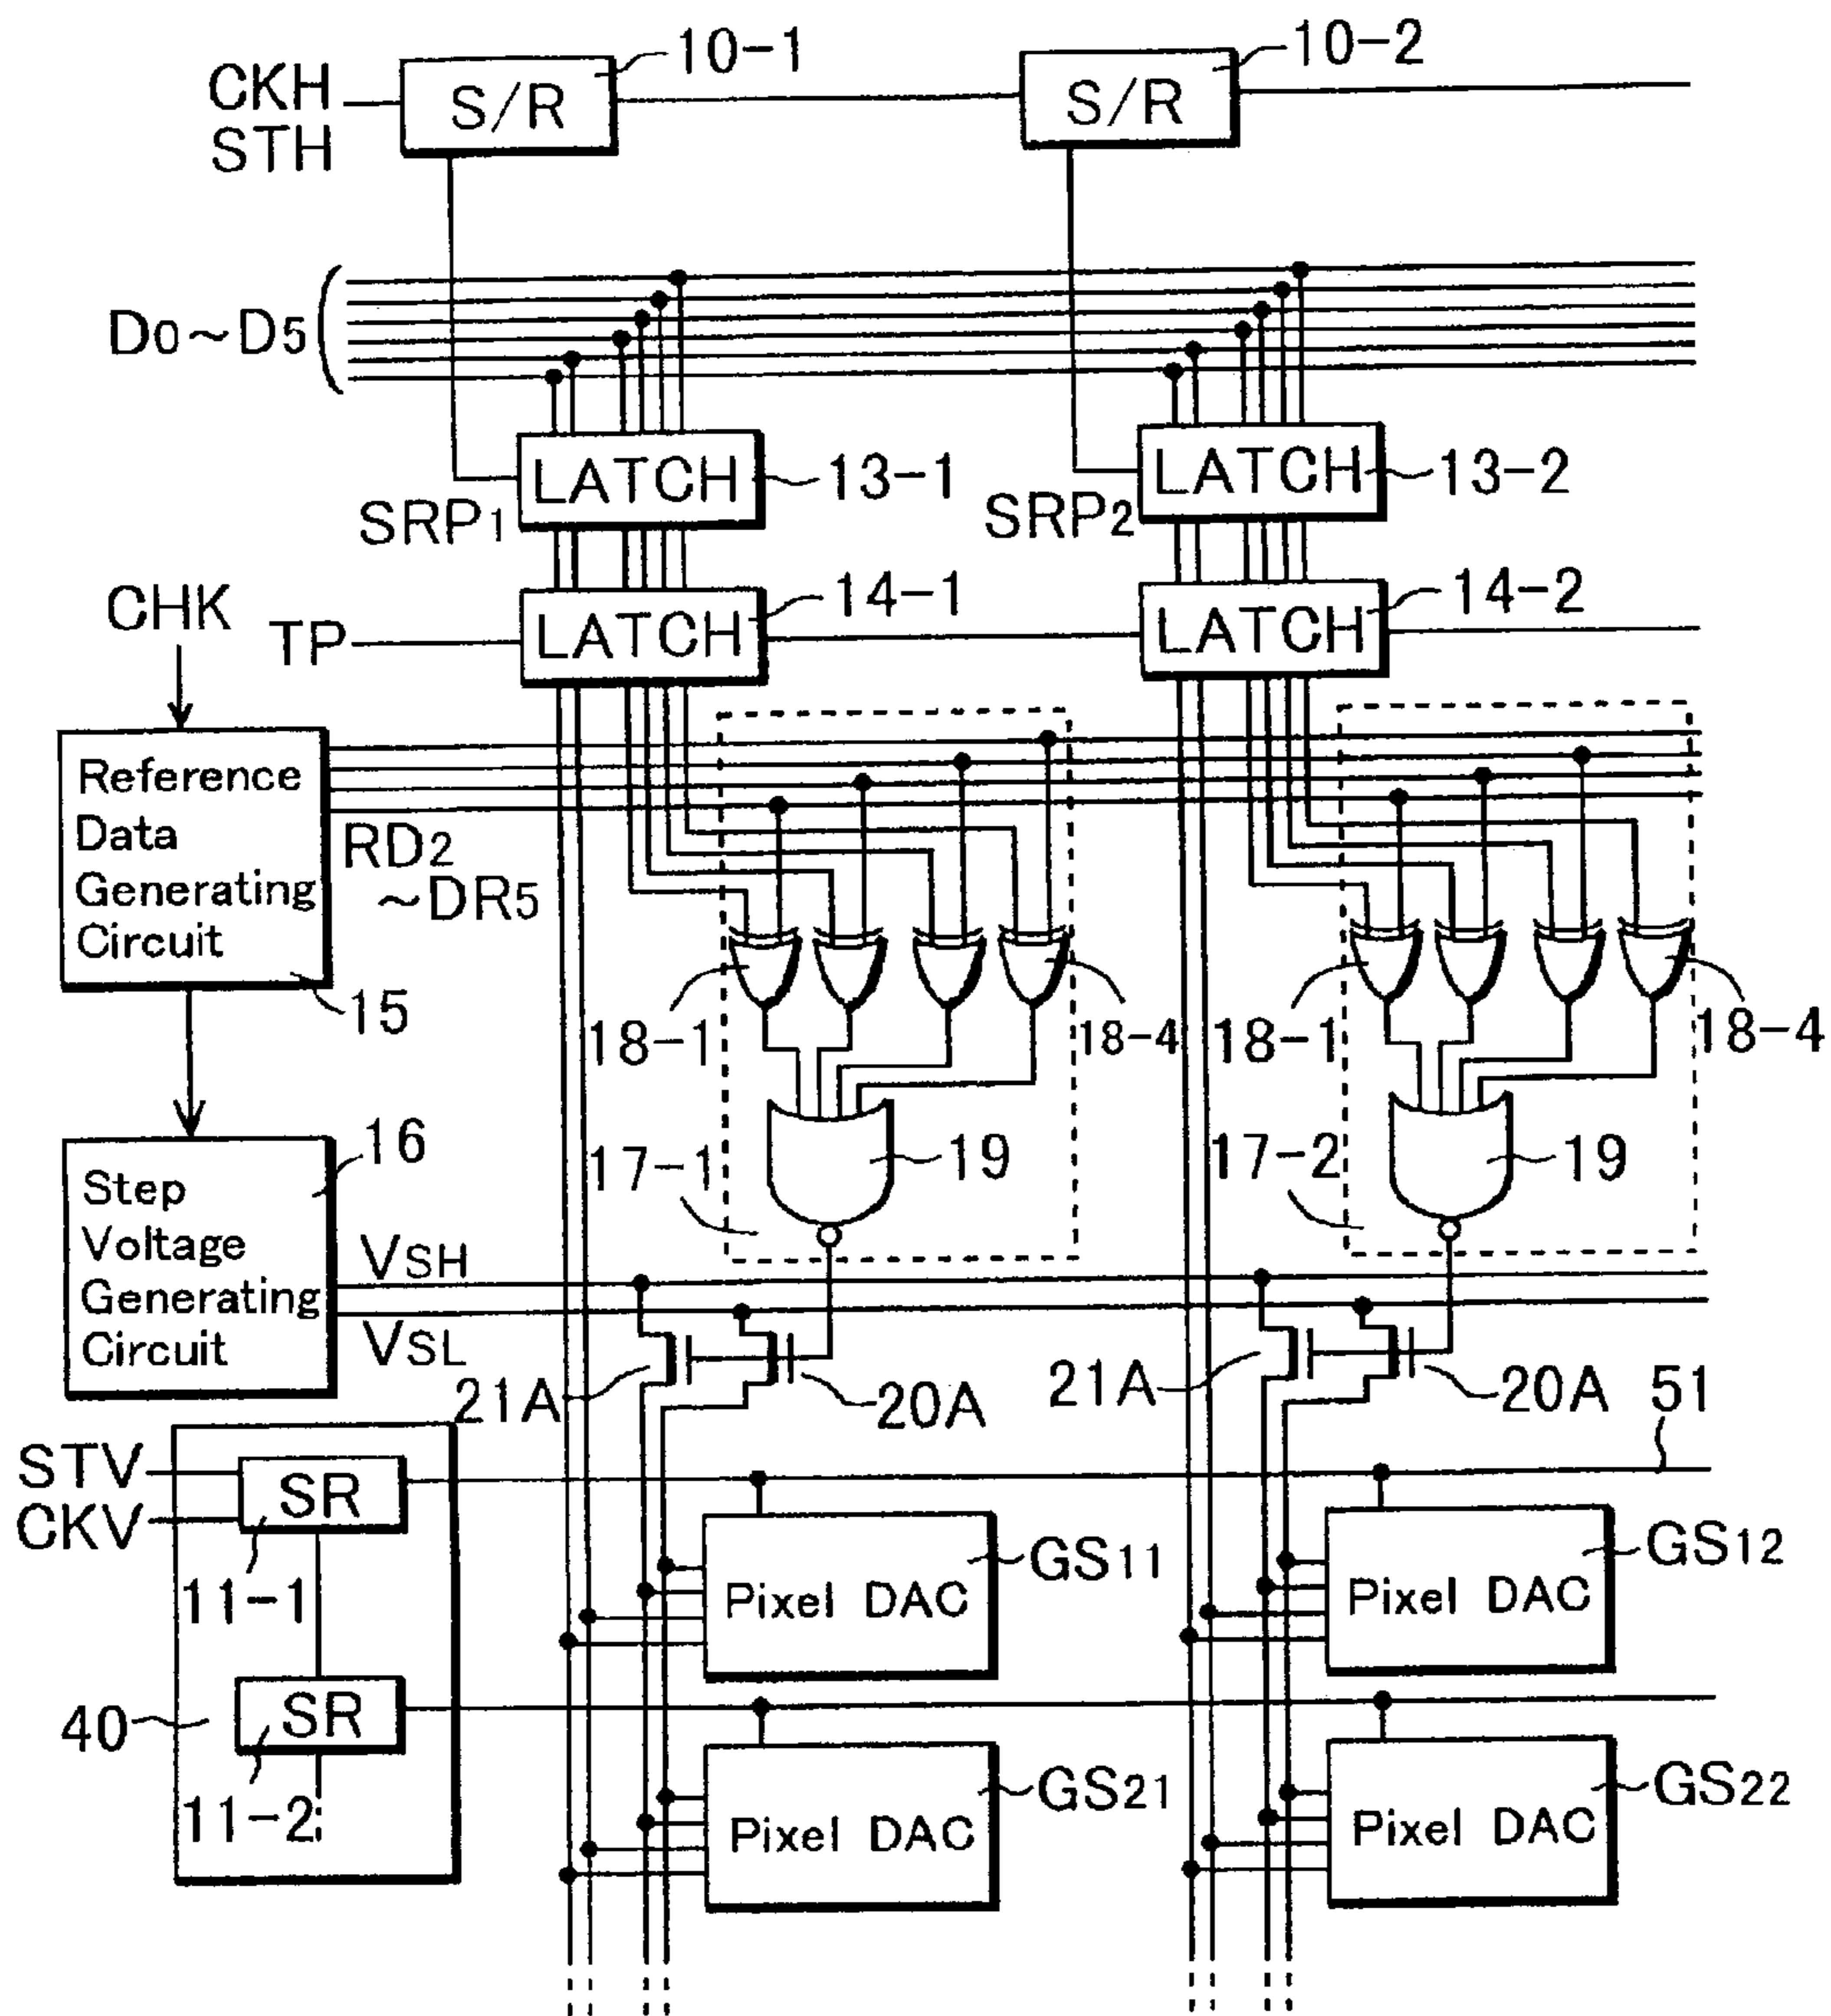 10-1
10-2
CKH
STH
S/R
S/R
D0~D5
LATCH
13-1
LATCH
13-2
SRP1
SRP2
CHK
TP
LATCH
14-1
LATCH
14-2
Reference
Data
Generating
Circuit
15
RD2
~DR5
18-1
18-4
18-1
18-4
16
Step
Voltage
Generating
Circuit
17-1
19
17-2
19
VSH
VSL
21A
20A
21A
20A
51
STV
CKV
SR
11-1
Pixel DAC
GS11
Pixel DAC
GS12
40
SR
11-2
Pixel DAC
GS21
Pixel DAC
GS22